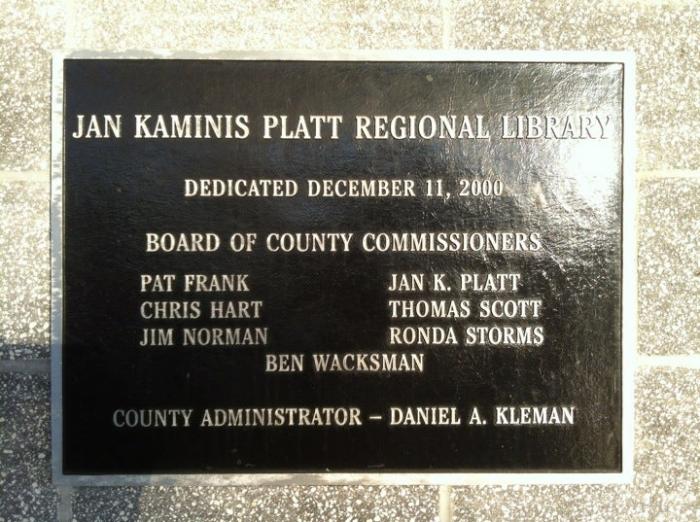 JAN KAMINIS PLATT REGIONAL LIBRARY
DEDICATED DECEMBER 11, 2000
BOARD OF COUNTY COMMISSIONERS
PAT FRANK JAN K. PLATT
CHRIS HART THOMAS SCOTT
JIM NORMAN RONDA STORMS
BEN WACKSMAN
COUNTY ADMINISTRATOR – DANIEL A. KLEMAN